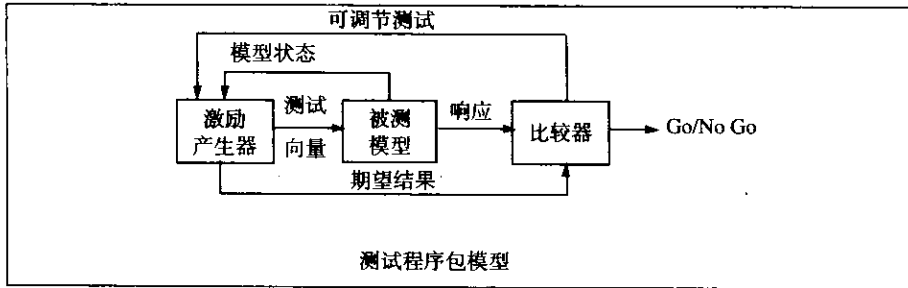 可调节测试
模型状态
激励
产生器
测试
向量
被测
模型
响应
比较器
Go/No Go
期望结果
测试程序包模型